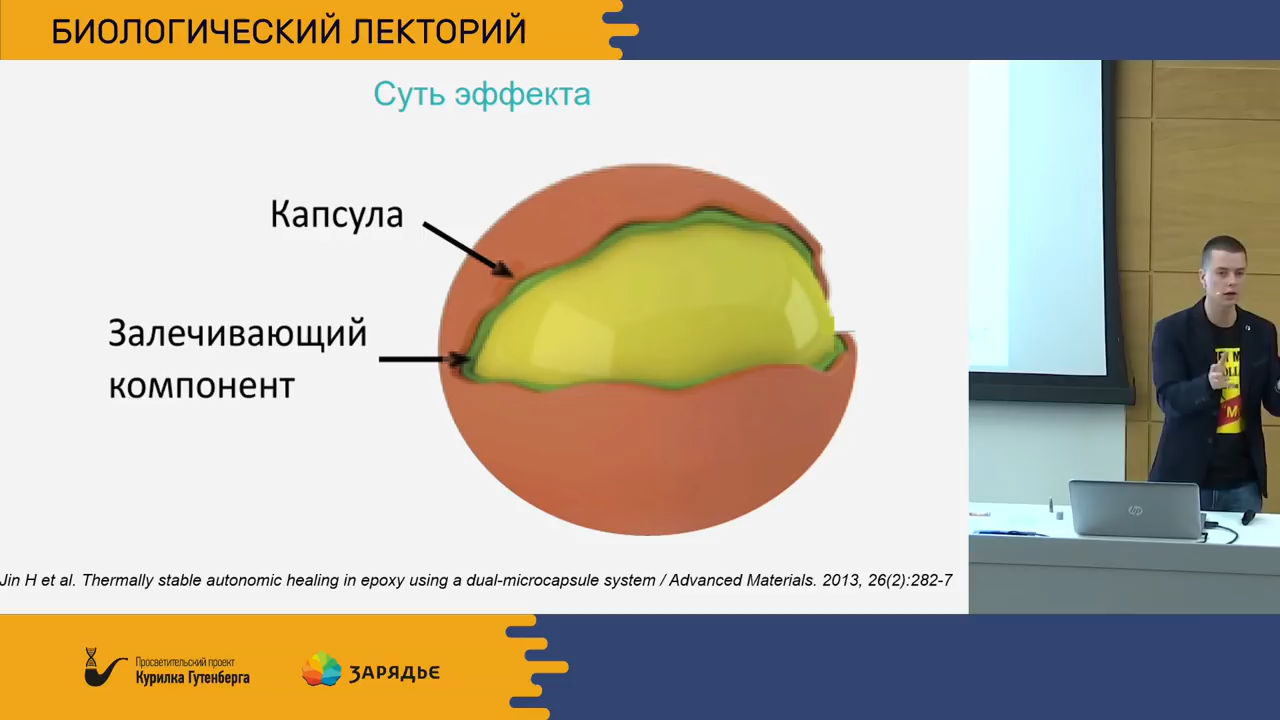 БИОЛОГИЧЕСКИЙ ЛЕКТОРИЙ
Суть эффекта
Капсула
Залечивающий
компонент
Jin H et al. Thermally stable autonomic healing in epoxy using a dual-microcapsule system / Advanced Materials. 2013, 26(2):282-7
Просветительский проект
Курилка Гутенберга
ЗАРЯДЬЕ
hp